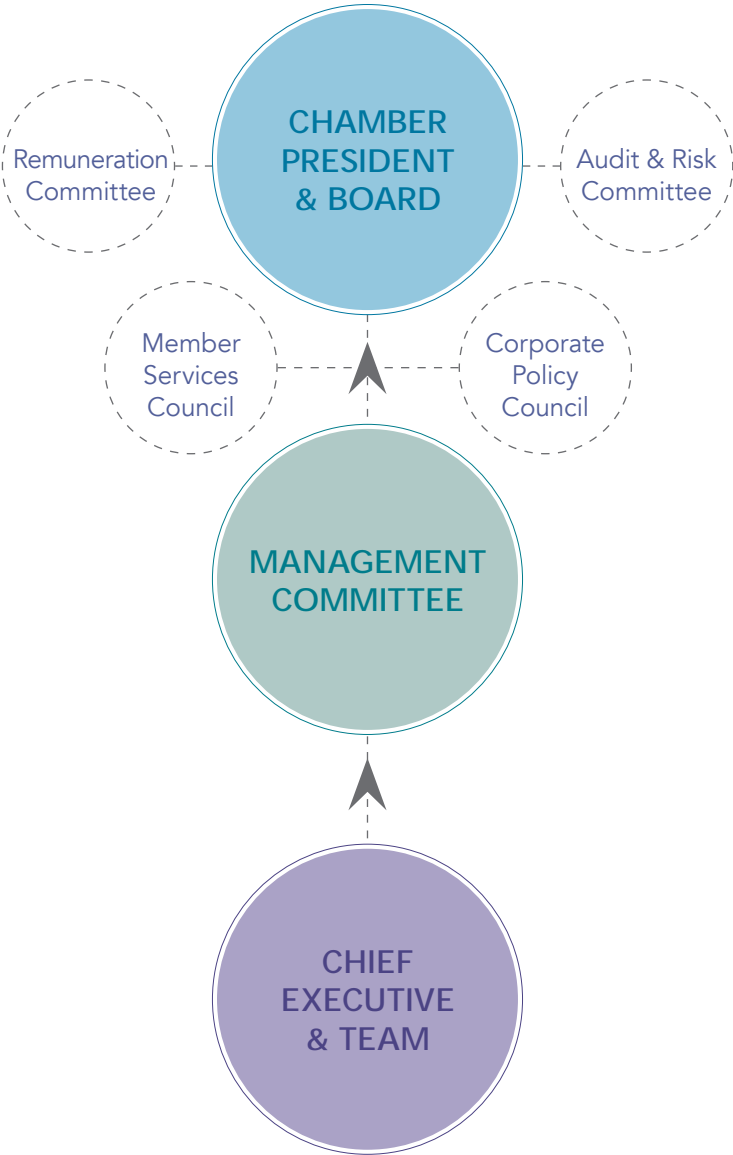 CHAMBER
PRESIDENT
& BOARD
Remuneration
Committee
Audit & Risk
Committee
Member
Services
Council
Corporate
Policy
Council
MANAGEMENT
COMMITTEE
CHIEF
EXECUTIVE
& TEAM